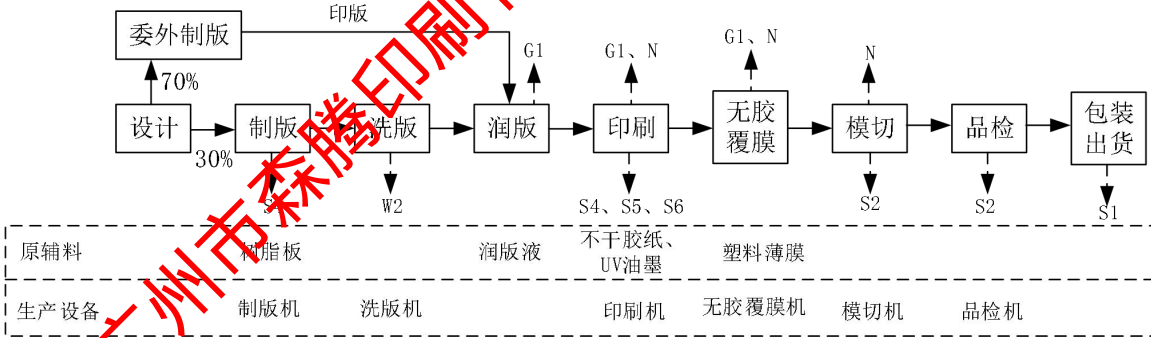 印版
委外制版
G1
G1、N
G1、N
N
70%
设计
制版
洗版
润版
印刷
无胶
覆膜
模切
品检
包装
出货
30%
W2
S4、S5、S6
S2
S2
S1
原辅料
树脂板
润版液
不干胶纸、
UV油墨
塑料薄膜
生产设备
制版机
洗版机
印刷机
无胶覆膜机
模切机
品检机
广州市森腾印刷